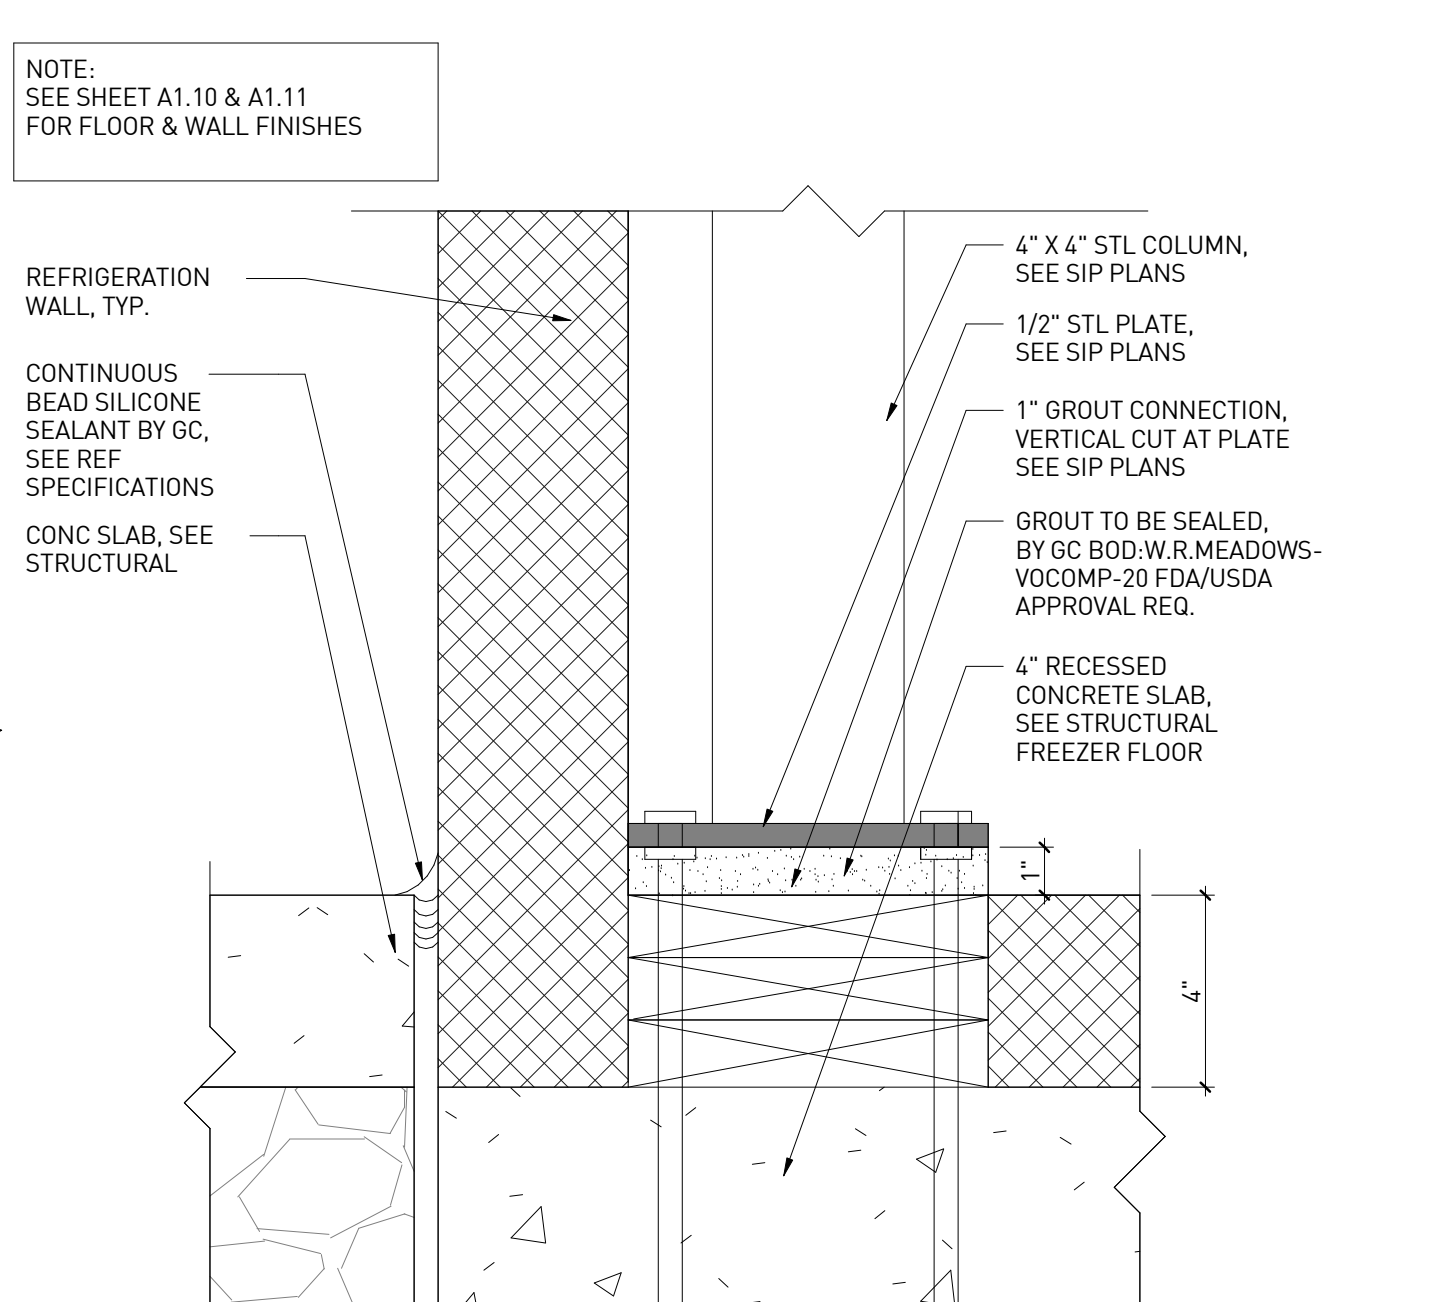 NOTE:
SEE SHEET A1.10 & A1.11
FOR FLOOR & WALL FINISHES
REFRIGERATION
WALL, TYP.
CONTINUOUS
BEAD SILICONE
SEALANT BY GC,
SEE REF
SPECIFICATIONS
CONC SLAB, SEE
STRUCTURAL
4" X 4" STL COLUMN,
SEE SIP PLANS
1/2" STL PLATE,
SEE SIP PLANS
1" GROUT CONNECTION,
VERTICAL CUT AT PLATE
SEE SIP PLANS
GROUT TO BE SEALED,
BY GC BOD:W.R.MEADOWS-
VOCOMP-20 FDA/USDA
APPROVAL REQ.
4" RECESSED
CONCRETE SLAB,
SEE STRUCTURAL
FREEZER FLOOR
1"
4"